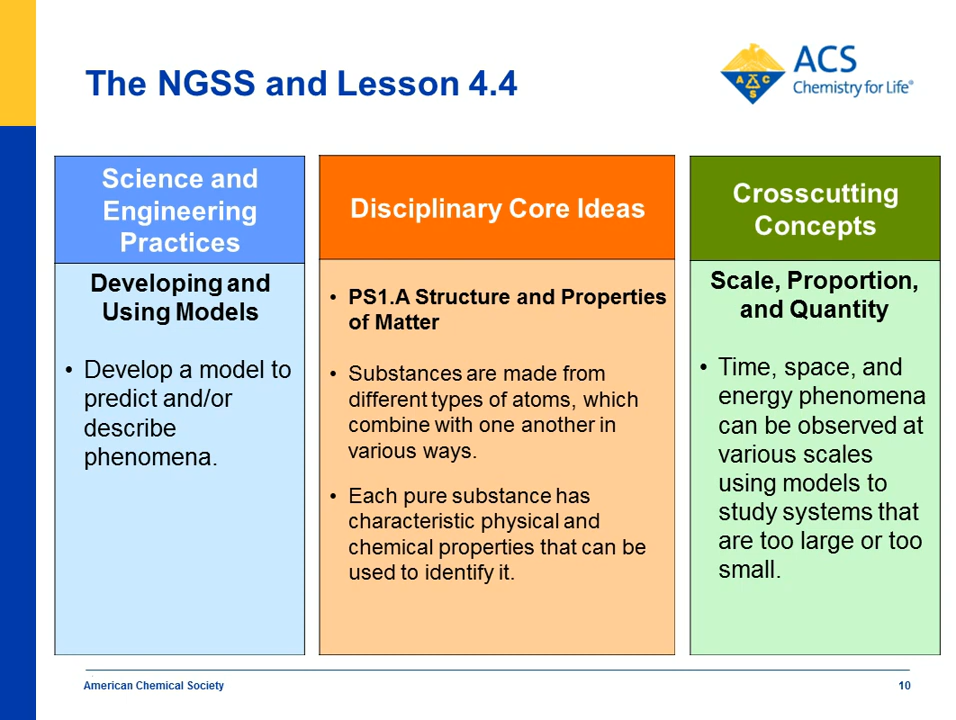 The NGSS and Lesson 4.4
ACS
Chemistry for Life®
A C S
Science and
Engineering
Practices
Developing and
Using Models
• Develop a model to
predict and/or
describe
phenomena.
Disciplinary Core Ideas
• PS1.A Structure and Properties
of Matter
• Substances are made from
different types of atoms, which
combine with one another in
various ways.
• Each pure substance has
characteristic physical and
chemical properties that can be
used to identify it.
Crosscutting
Concepts
Scale, Proportion,
and Quantity
• Time, space, and
energy phenomena
can be observed at
various scales
using models to
study systems that
are too large or too
small.
American Chemical Society
10